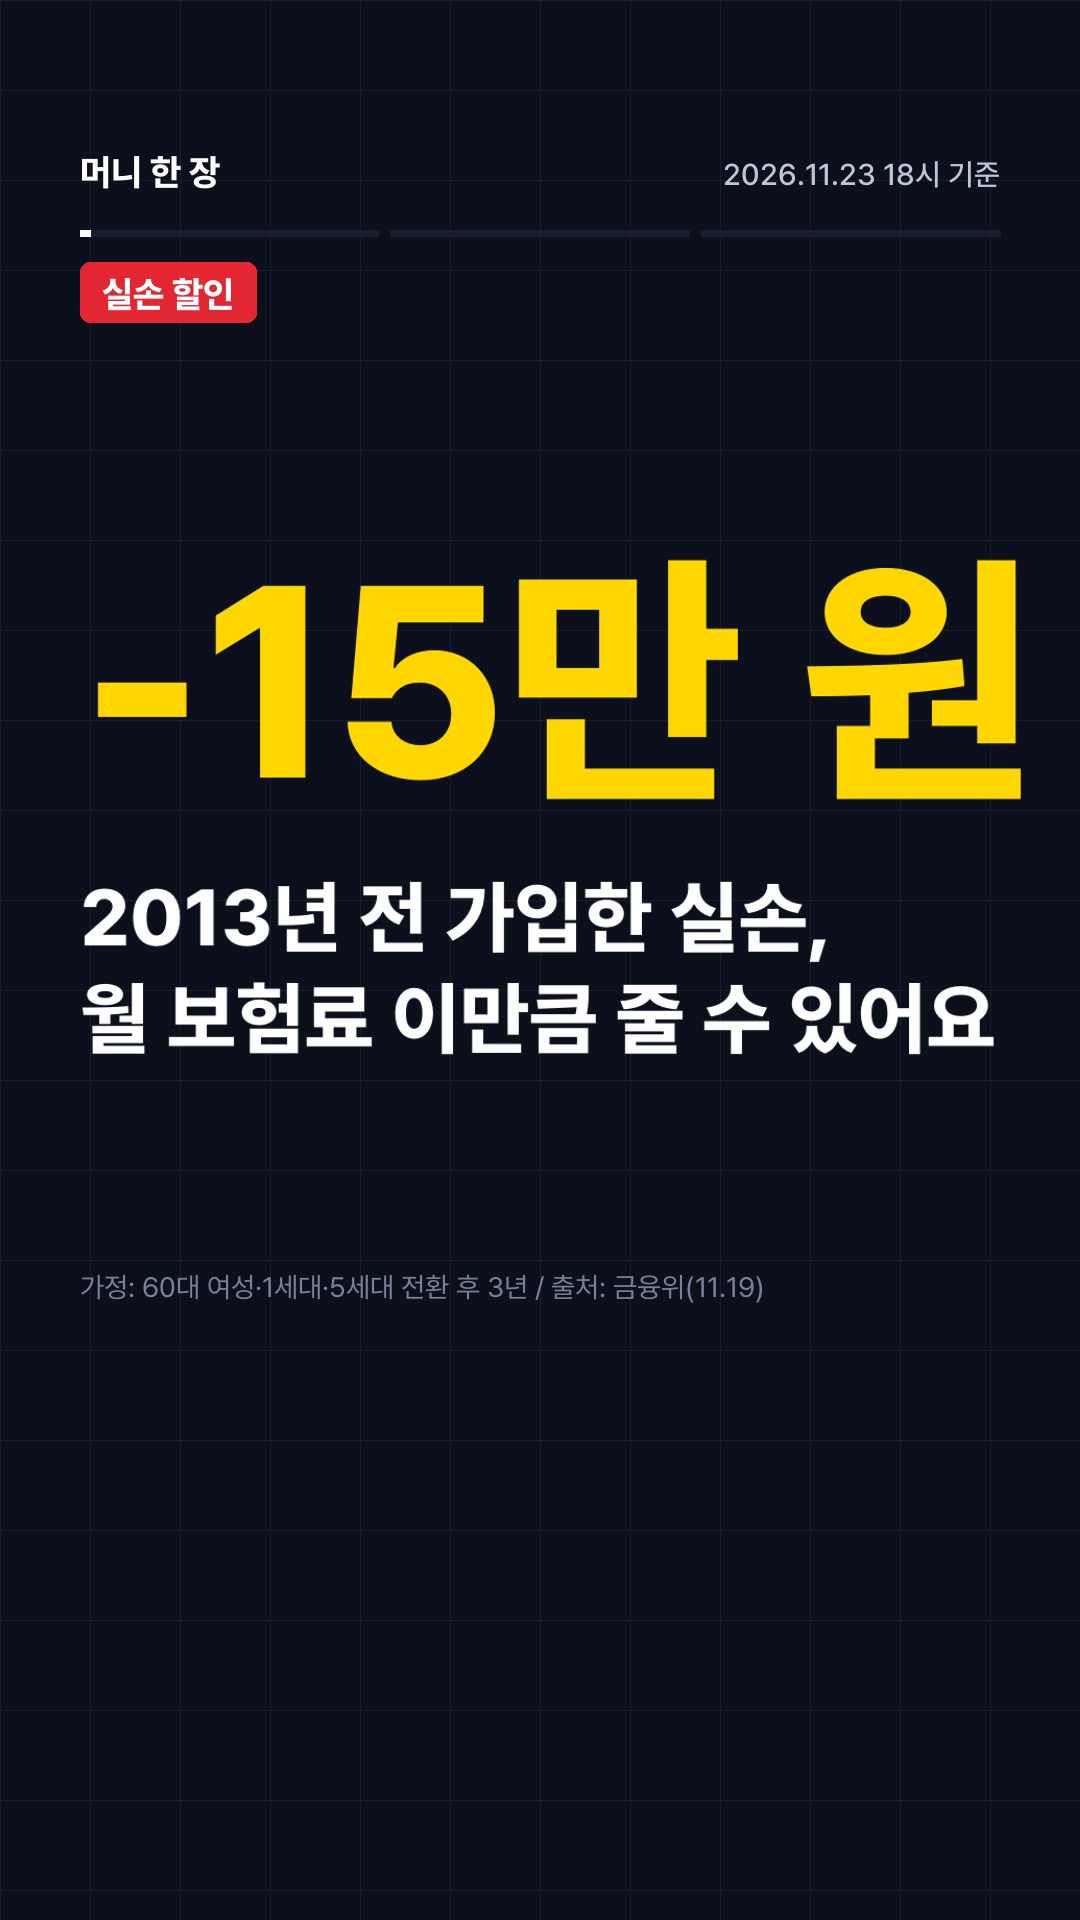 머니 한 장
2026.11.23 18시 기준
실손 할인
-15만 원
2013년 전 가입한 실손,
월 보험료 이만큼 줄 수 있어요
가정: 60대 여성·1세대·5세대 전환 후 3년 / 출처: 금융위(11.19)